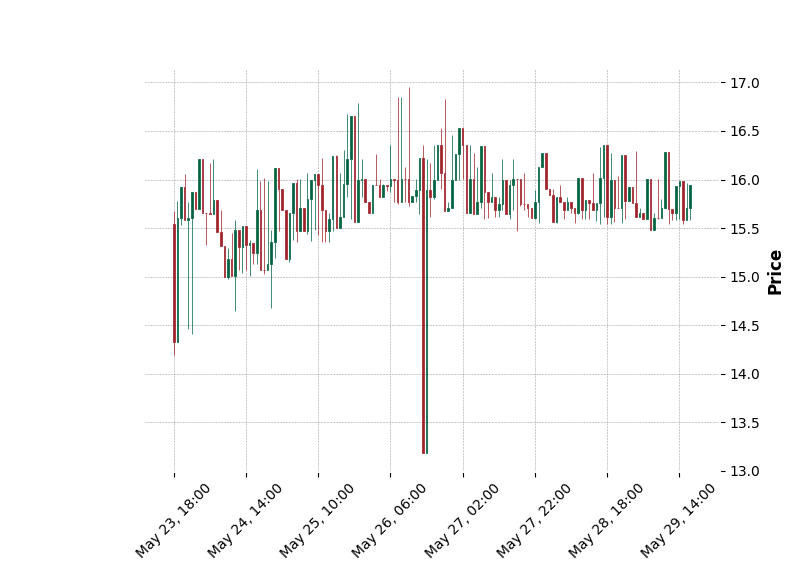 17.0
16.5
16.0
15.5
15.0
14.5
14.0
13.5
13.0
Price
May 23, 18:00
May 24, 14:00
May 25, 10:00
May 26, 06:00
May 27, 02:00
May 27, 22:00
May 28, 18:00
May 29, 14:00